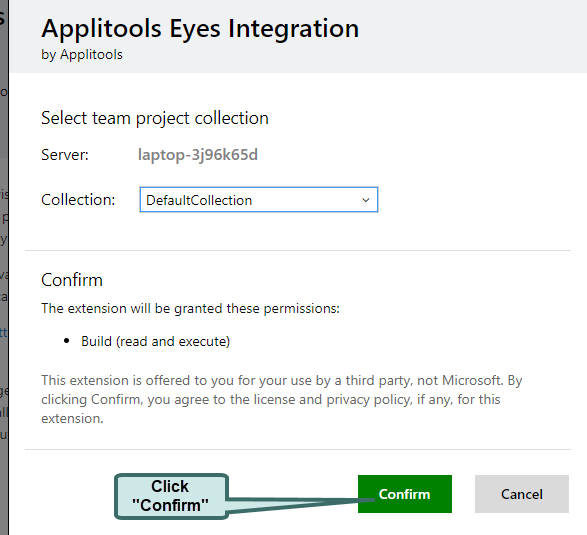 Applitools Eyes Integration
by Applitools
Select team project collection
Server: laptop-3j96k65d
Collection: DefaultCollection
Confirm
The extension will be granted these permissions:
• Build (read and execute)
This extension is offered to you for your use by a third party, not Microsoft. By
clicking Confirm, you agree to the license and privacy policy, if any, for this
extension.
Click
"Confirm"
Confirm
Cancel